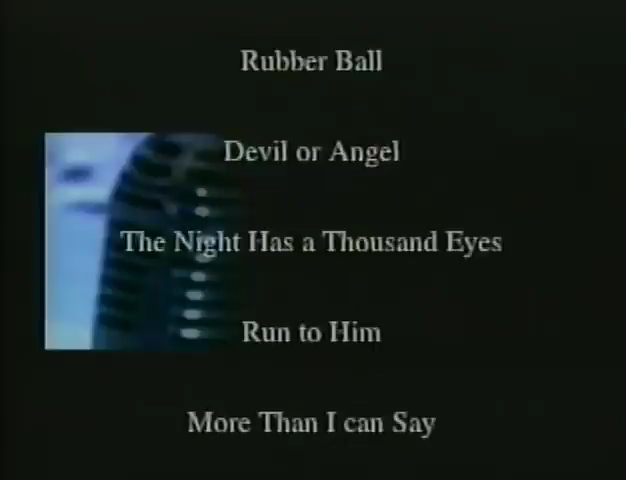 Rubber Ball
Devil or Angel
The Night Has a Thousand Eyes
Run to Him
More Than I can Say